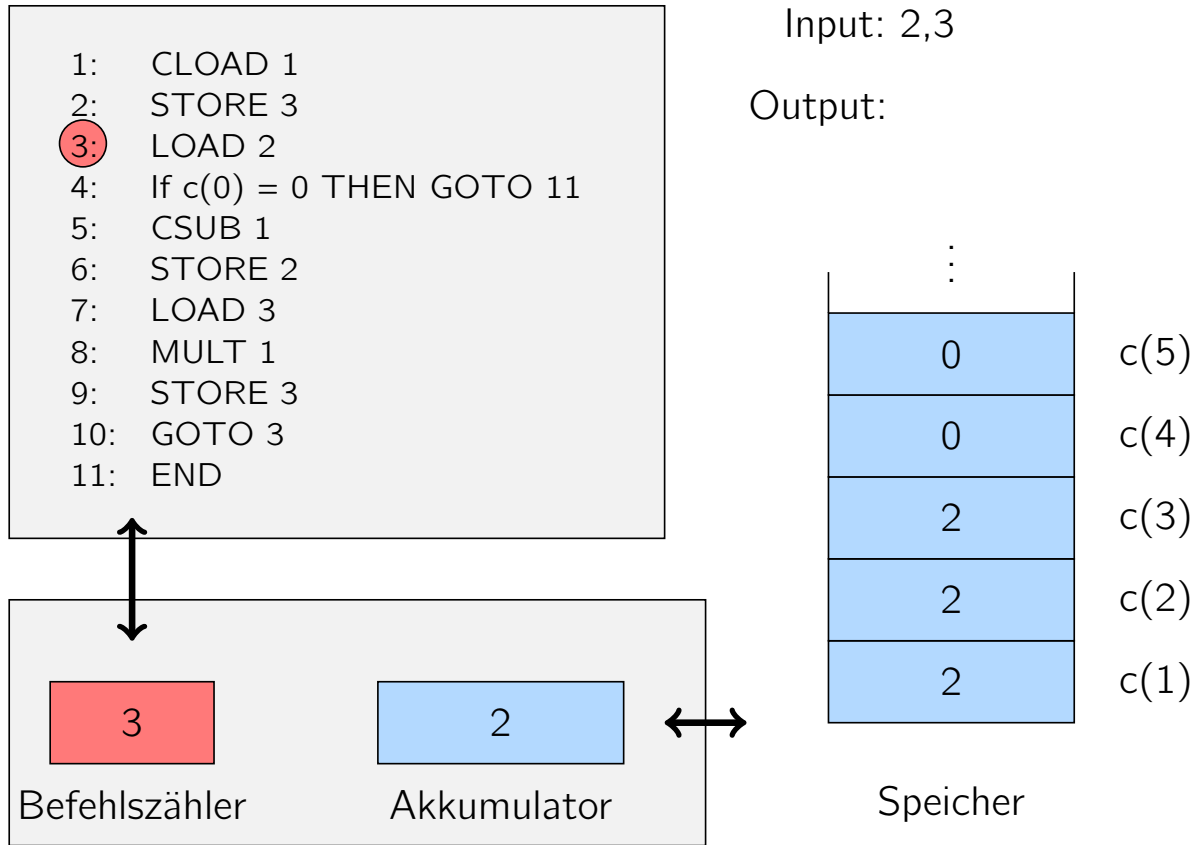 1: CLOAD 1
2: STORE 3
3: LOAD 2
4: If c(0) = 0 THEN GOTO 11
5: CSUB 1
6: STORE 2
7: LOAD 3
8: MULT 1
9: STORE 3
10: GOTO 3
11: END
Input: 2,3
Output:
⋮
0 c(5)
0 c(4)
2 c(3)
2 c(2)
2 c(1)
Speicher
3
Befehlszähler
2
Akkumulator